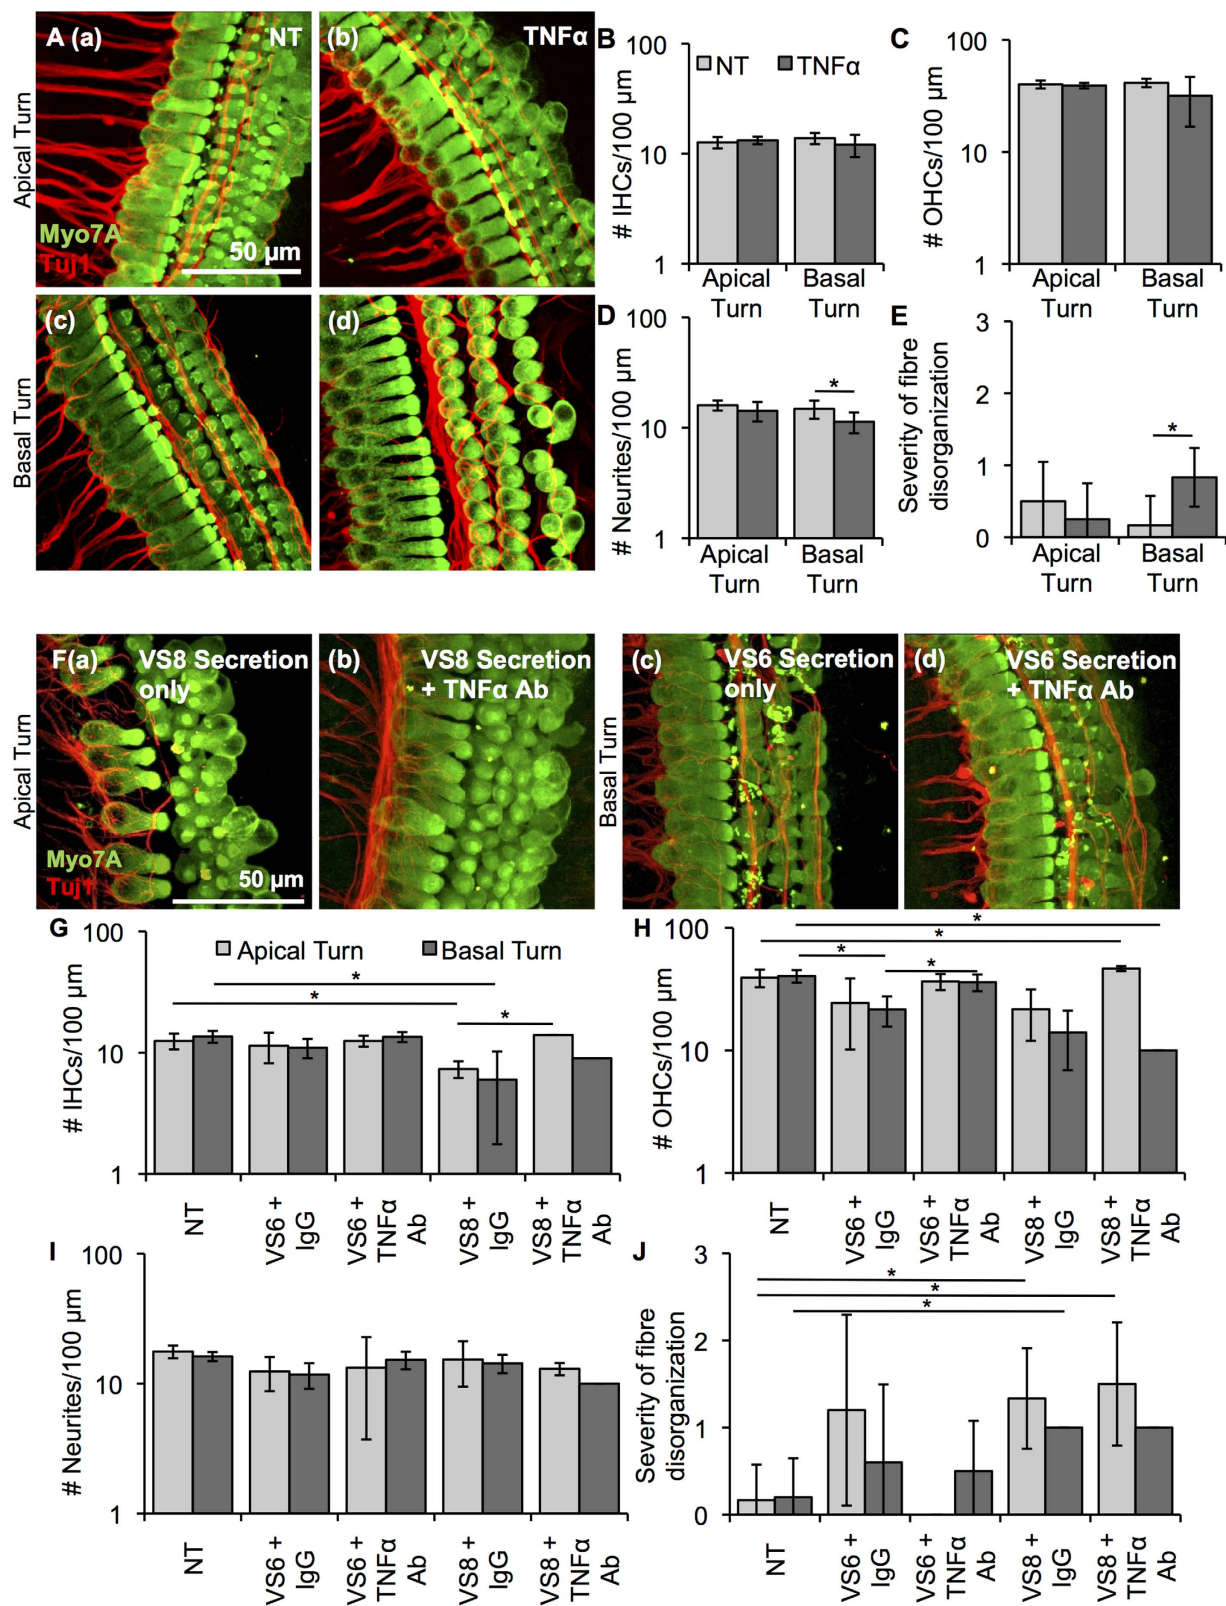 A (a)
NT
(b)
TNFα
Apical Turn
Myo7A
Tuj1
50 µm
(c)
(d)
Basal Turn
B
100
10
1
# IHCs/100 µm
NT
TNFα
Apical
Turn
Basal
Turn
C
100
10
1
# OHCs/100 µm
Apical
Turn
Basal
Turn
D
100
10
1
# Neurites/100 µm
*
Apical
Turn
Basal
Turn
E
3
2
1
0
Severity of fibre
disorganization
*
Apical
Turn
Basal
Turn
F(a)
VS8 Secretion
only
Apical Turn
Myo7A
Tuj1
50 µm
(b)
VS8 Secretion
+ TNFα Ab
(c)
VS6 Secretion
only
Basal Turn
(d)
VS6 Secretion
+ TNFα Ab
G
100
10
1
# IHCs/100 µm
Apical Turn
Basal Turn
*
*
*
NT
VS6 +
IgG
VS6 +
TNFα
Ab
VS8 +
IgG
VS8 +
TNFα
Ab
H
100
10
1
# OHCs/100 µm
*
*
*
*
NT
VS6 +
IgG
VS6 +
TNFα
Ab
VS8 +
IgG
VS8 +
TNFα
Ab
I
100
10
1
# Neurites/100 µm
NT
VS6 +
IgG
VS6 +
TNFα
Ab
VS8 +
IgG
VS8 +
TNFα
Ab
J
3
2
1
0
Severity of fibre
disorganization
*
*
*
NT
VS6 +
IgG
VS6 +
TNFα
Ab
VS8 +
IgG
VS8 +
TNFα
Ab